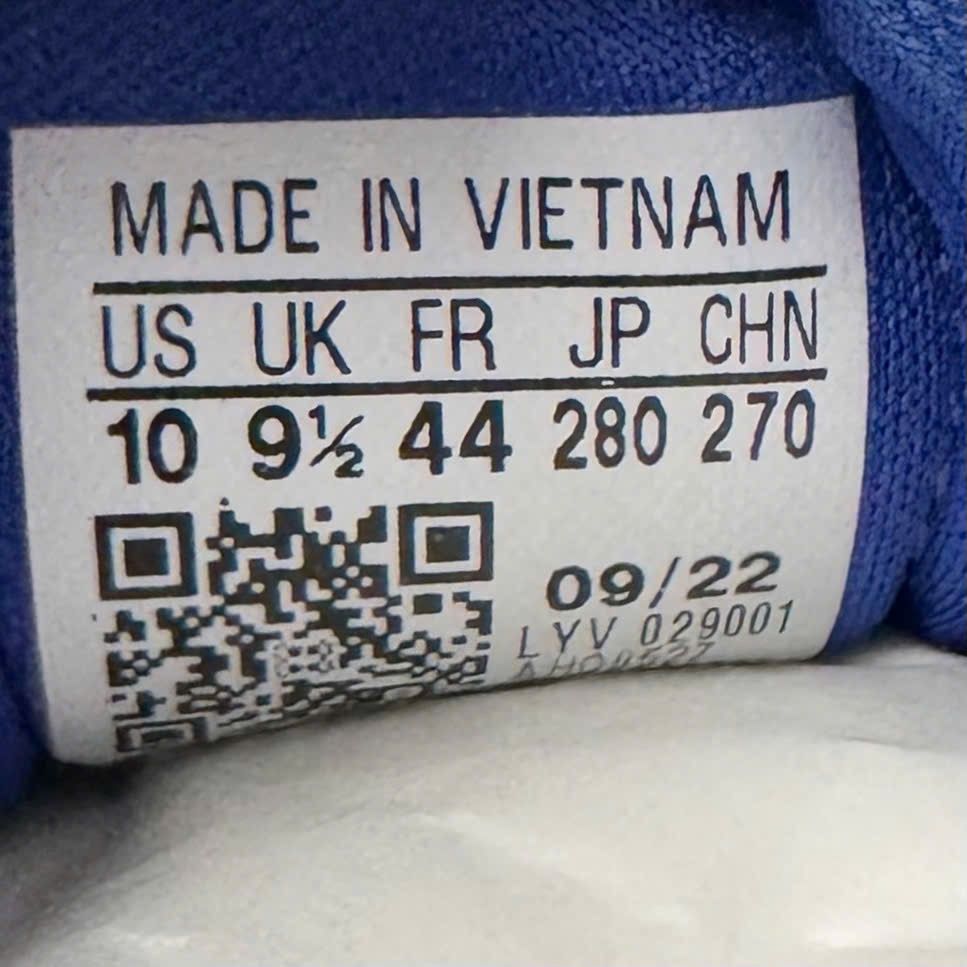 MADE IN VIETNAM
US UK FR JP CHN
10 9½ 44 280 270
09/22
LYV 029001